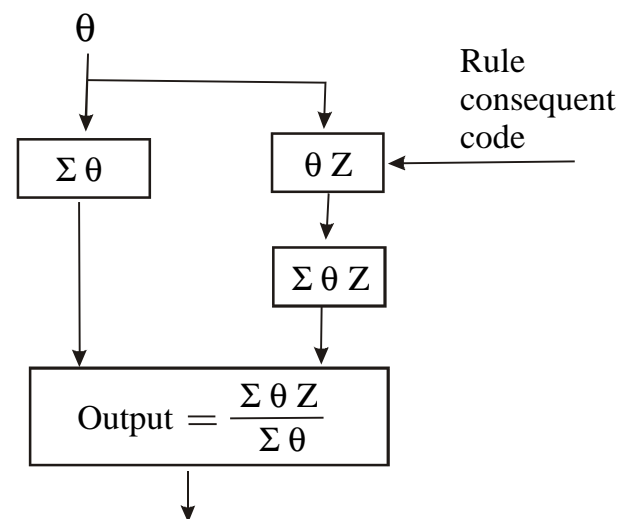 θ
Rule
consequent
code
Σ θ
θ Z
Σ θ Z
Output = Σ θ Z / Σ θ